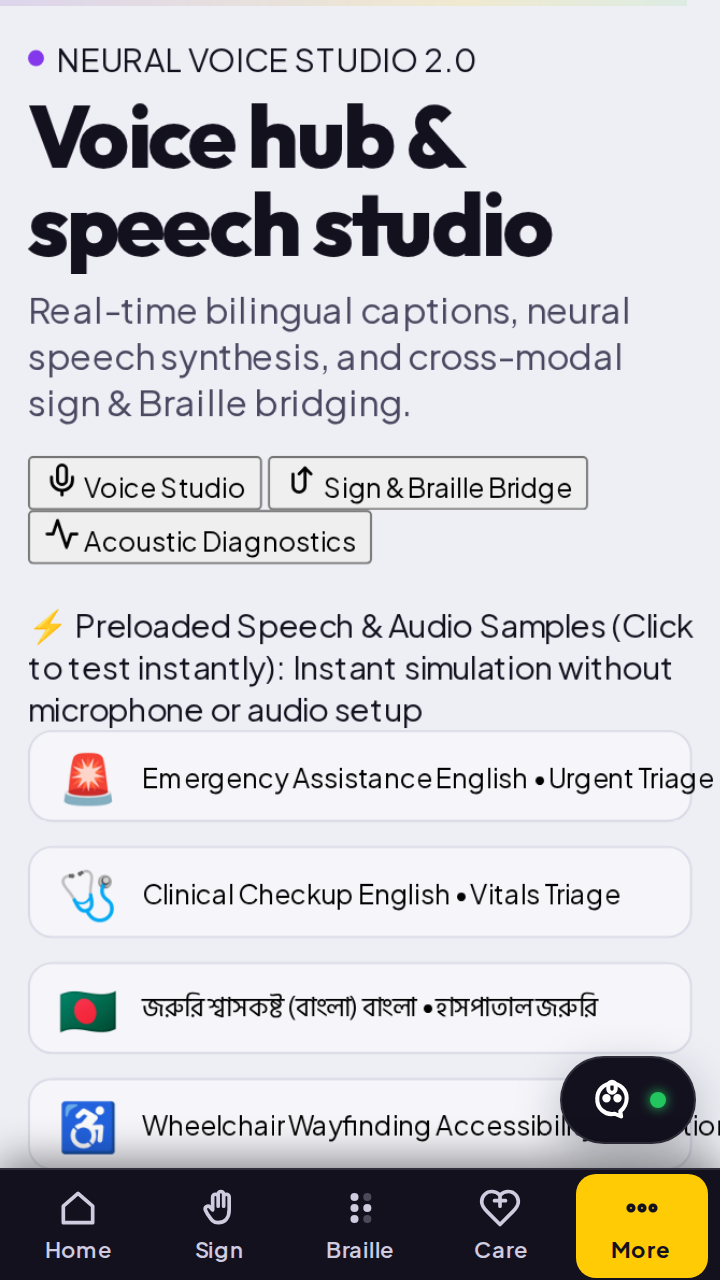 NEURAL VOICE STUDIO 2.0
Voice hub &
speech studio
Real-time bilingual captions, neural
speech synthesis, and cross-modal
sign & Braille bridging.
Voice Studio
Sign & Braille Bridge
Acoustic Diagnostics
⚡ Preloaded Speech & Audio Samples (Click
to test instantly): Instant simulation without
microphone or audio setup
Emergency Assistance English • Urgent Triage
Clinical Checkup English • Vitals Triage
জরুরি শ্বাসকষ্ট (বাংলা) বাংলা • হাসপাতাল জরুরি
Wheelchair Wayfinding
Home
Sign
Braille
Care
More